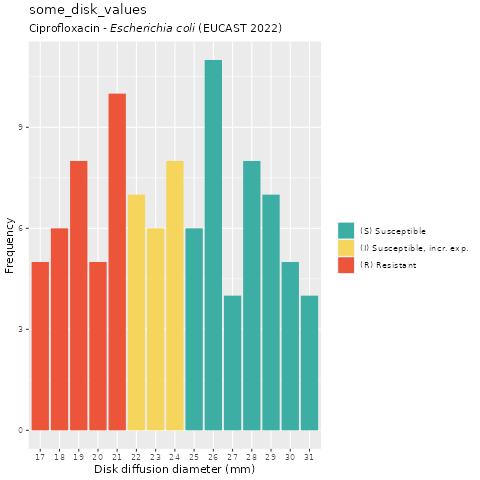 some_disk_values
Ciprofloxacin - Escherichia coli (EUCAST 2022)
Frequency
9
6
3
0
17 18 19 20 21 22 23 24 25 26 27 28 29 30 31
Disk diffusion diameter (mm)
(S) Susceptible
(I) Susceptible, incr. exp.
(R) Resistant